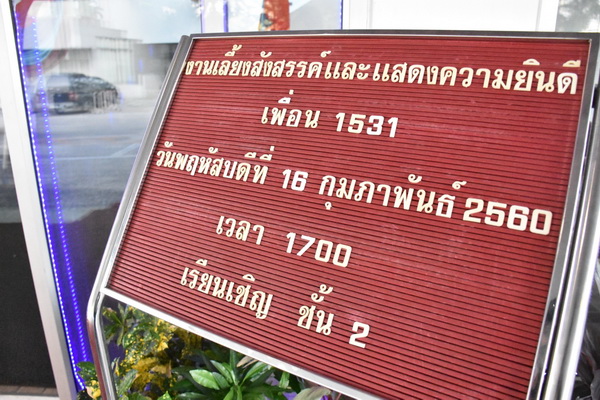 งานเลี้ยงสังสรรค์และแสดงความยินดี
เพื่อน 1531
วันพฤหัสบดีที่ 16 กุมภาพันธ์ 2560
เวลา 1700
เรียนเชิญ ชั้น 2